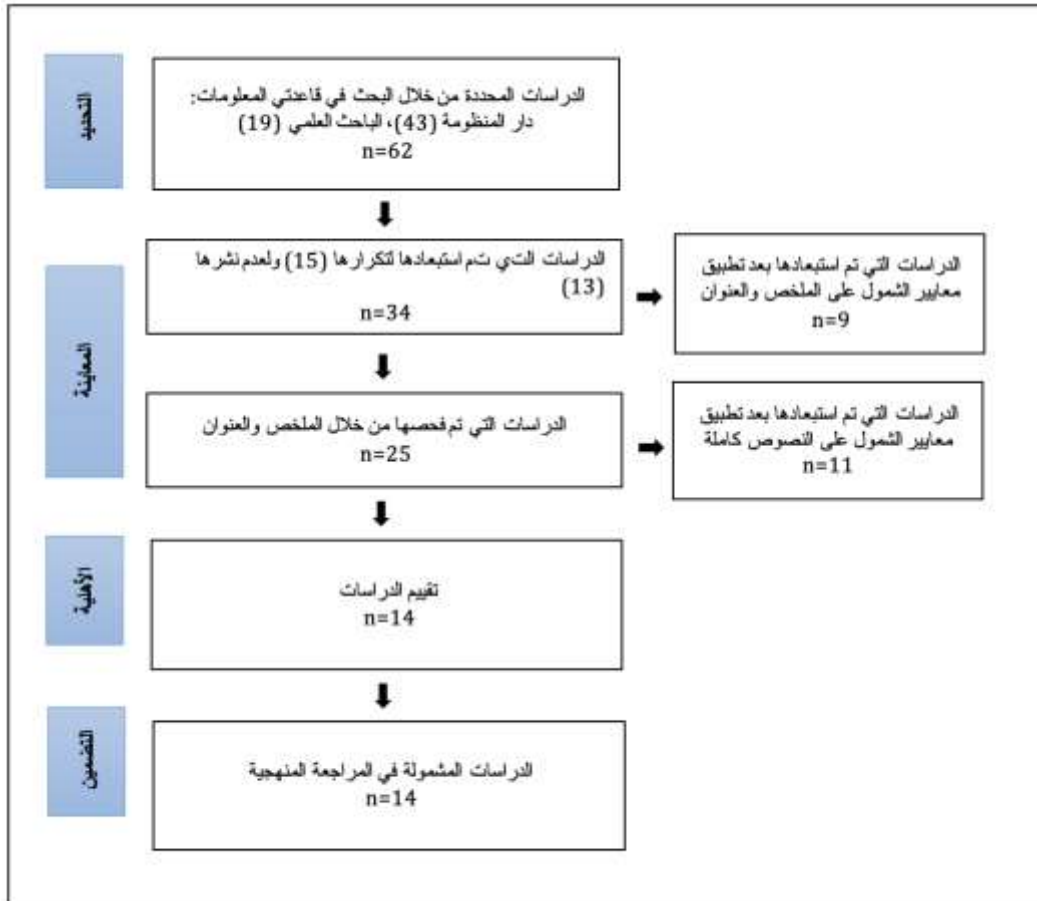 التحديد
الدراسات المحددة من خلال البحث في قاعدتي المعلومات:
دار المنظومة (43)، الباحث العلمي (19)
n=62
المعاينة
الدراسات التي تم استبعادها لتكرارها (15) ولعدم نشرها
(13)
n=34
الدراسات التي تم استبعادها بعد تطبيق
معايير الشمول على الملخص والعنوان
n=9
الدراسات التي تم فحصها من خلال الملخص والعنوان
n=25
الدراسات التي تم استبعادها بعد تطبيق
معايير الشمول على النصوص كاملة
n=11
الأهلية
تقييم الدراسات
n=14
التضمين
الدراسات المشمولة في المراجعة المنهجية
n=14